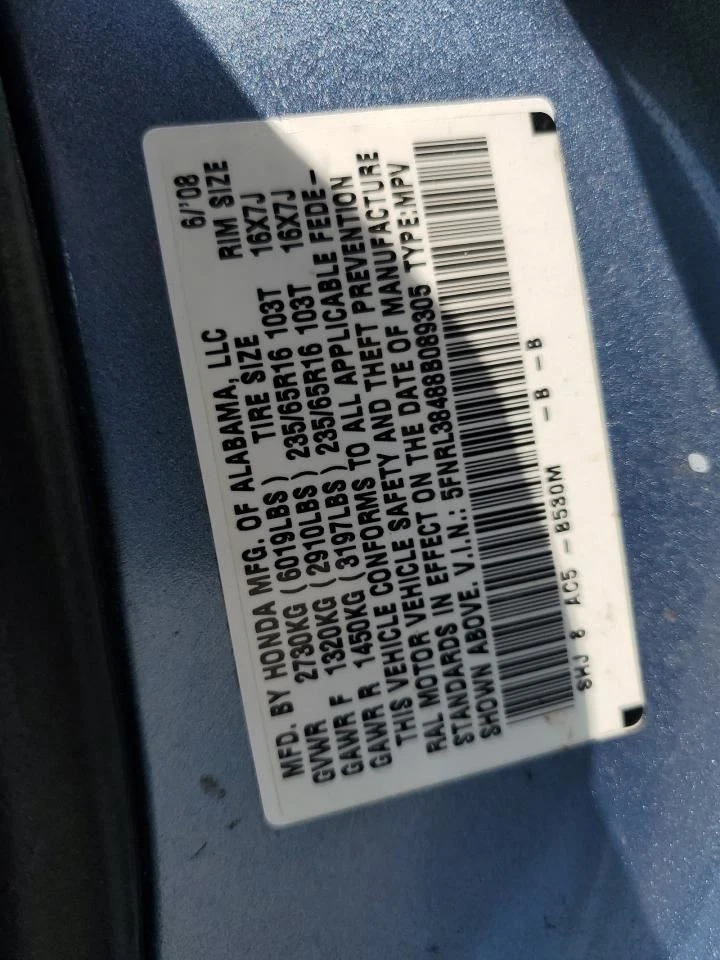 MFD. BY HONDA MFG. OF ALABAMA, LLC 6/'08
TIRE SIZE RIM SIZE
GVWR 2730KG (6019LBS)
GAWR F 1320KG (2910LBS) 235/65R16 103T 16X7J
GAWR R 1450KG (3197LBS) 235/65R16 103T 16X7J
THIS VEHICLE CONFORMS TO ALL APPLICABLE FEDE-
RAL MOTOR VEHICLE SAFETY AND THEFT PREVENTION
STANDARDS IN EFFECT ON THE DATE OF MANUFACTURE
SHOWN ABOVE. V.I.N.: 5FNRL38488B089305 TYPE:MPV
SHJ 8 AC5 -B530M -B -B